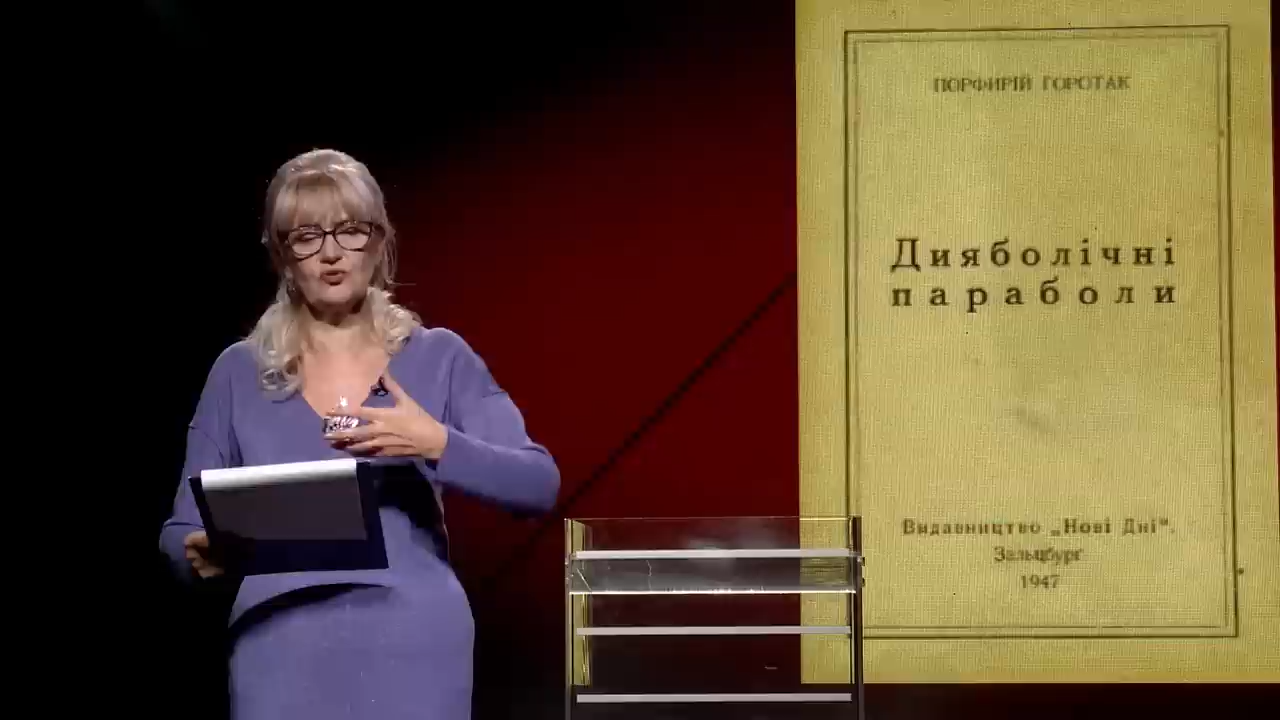 ПОРФИРІЙ ГОРОТАК
Дияболічні
параболи
Видавництво „Нові Дні".
Зальцбург
1947